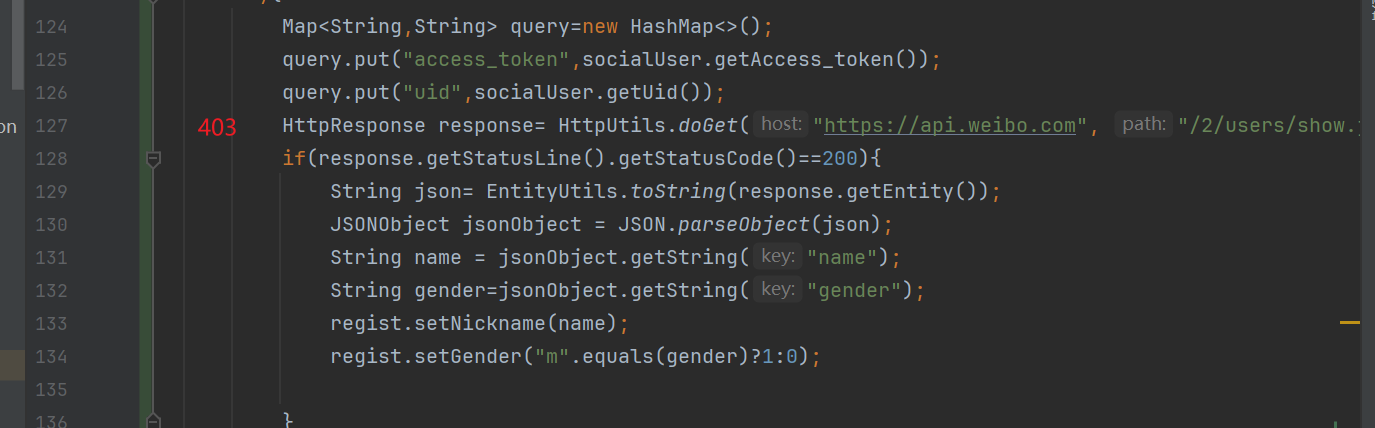 124 Map<String,String> query=new HashMap<>();
125 query.put("access_token",socialUser.getAccess_token());
126 query.put("uid",socialUser.getUid());
on
127 403 HttpResponse response= HttpUtils.doGet( host: "https://api.weibo.com", path: "/2/users/show.
128 if(response.getStatusLine().getStatusCode()==200){
129 String json= EntityUtils.toString(response.getEntity());
130 JSONObject jsonObject = JSON.parseObject(json);
131 String name = jsonObject.getString( key: "name");
132 String gender=jsonObject.getString( key: "gender");
133 regist.setNickname(name);
134 regist.setGender("m".equals(gender)?1:0);
135
136 }